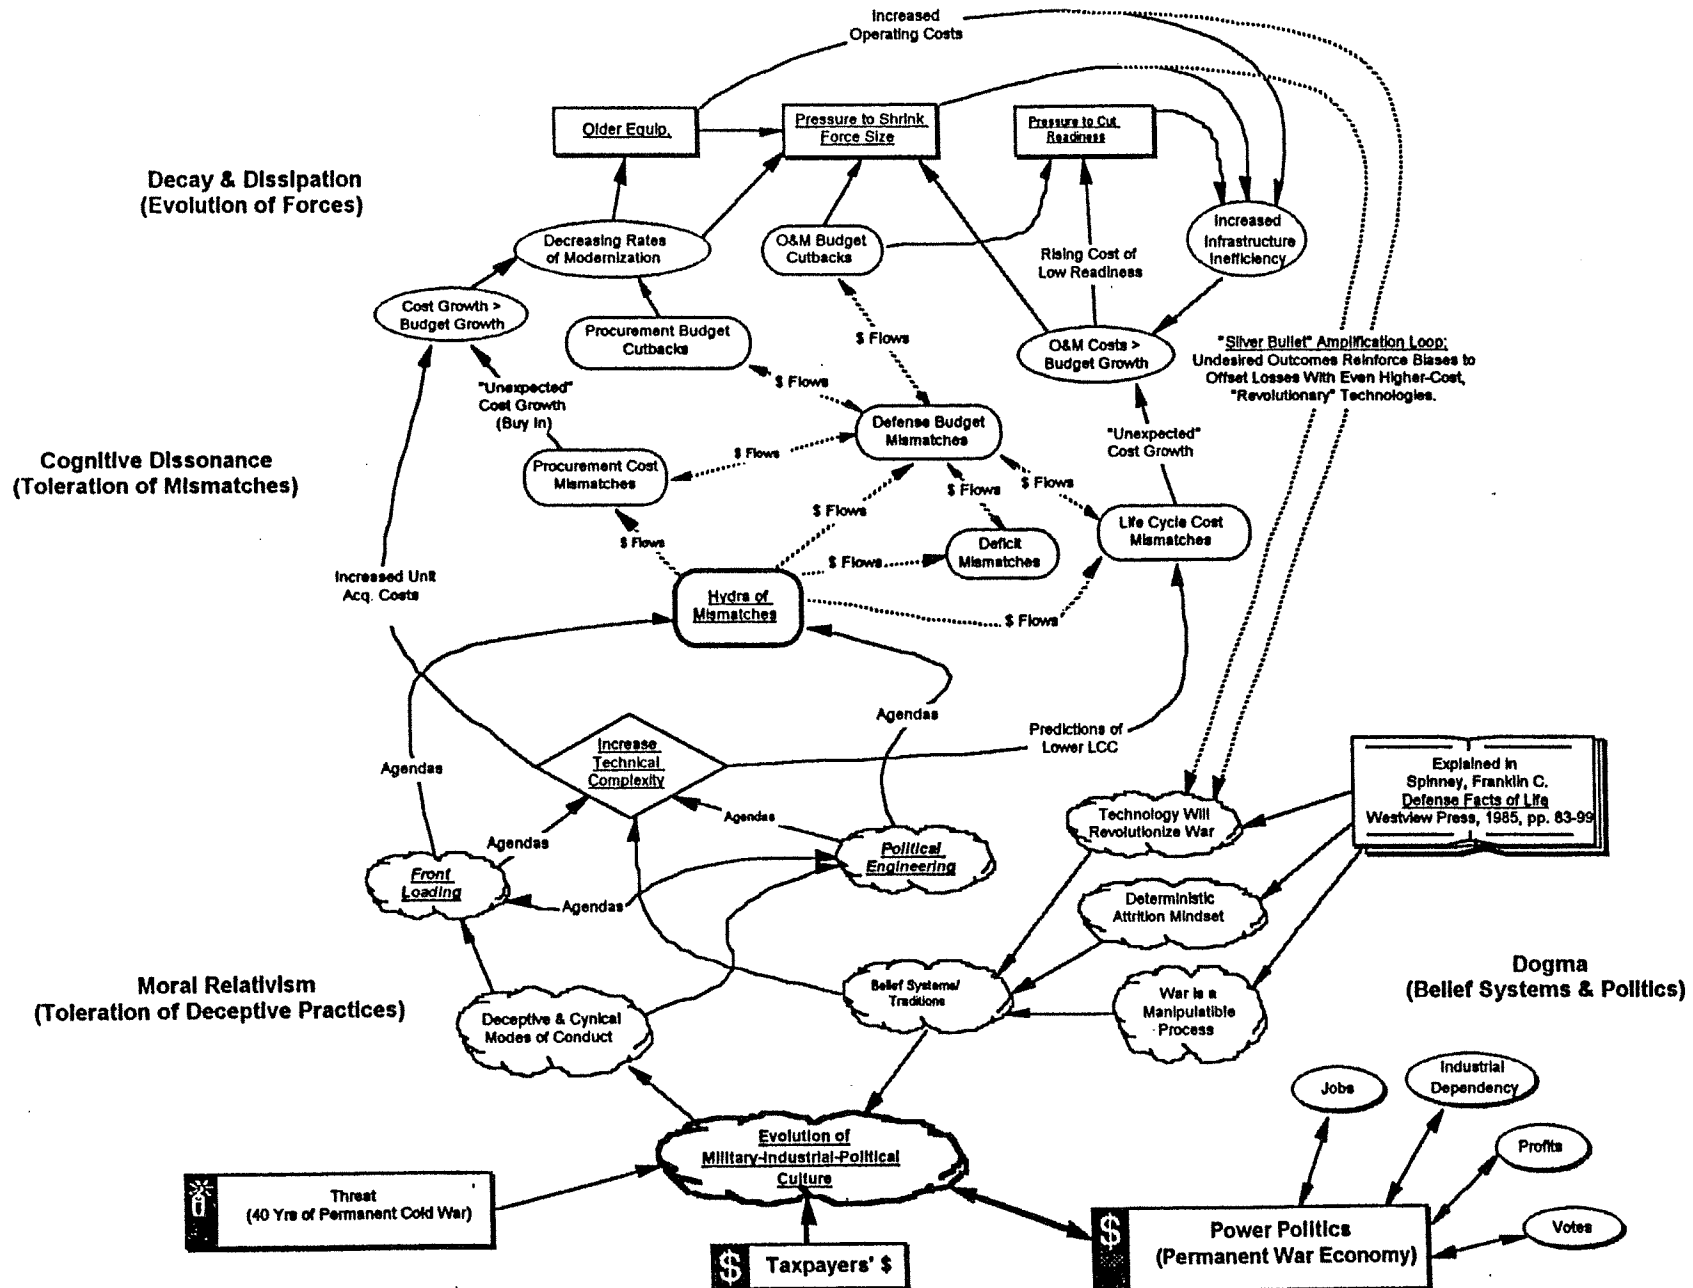 Increased
Operating Costs
Older Equip.
Pressure to Shrink
Force Size
Pressure to Cut
Readiness
Decay & Dissipation
(Evolution of Forces)
Decreasing Rates
of Modernization
O&M Budget
Cutbacks
Rising Cost of
Low Readiness
Increased
Infrastructure
Inefficiency
Cost Growth >
Budget Growth
Procurement Budget
Cutbacks
$ Flows
O&M Costs >
Budget Growth
"Silver Bullet" Amplification Loop:
Undesired Outcomes Reinforce Biases to
Offset Losses With Even Higher-Cost,
"Revolutionary" Technologies.
"Unexpected"
Cost Growth
(Buy In)
$ Flows
Defense Budget
Mismatches
"Unexpected"
Cost Growth
Cognitive Dissonance
(Toleration of Mismatches)
Procurement Cost
Mismatches
$ Flows
$ Flows
$ Flows
$ Flows
Life Cycle Cost
Mismatches
$ Flows
Deficit
Mismatches
$ Flows
Increased Unit
Acq. Costs
Hydra of
Mismatches
$ Flows
Agendas
Predictions of
Lower LCC
Increase
Technical
Complexity
Agendas
Explained in
Spinney, Franklin C.
Defense Facts of Life
Westview Press, 1985, pp. 83-99
Technology Will
Revolutionize War
Agendas
Agendas
Political
Engineering
Front
Loading
Agendas
Deterministic
Attrition Mindset
Moral Relativism
(Toleration of Deceptive Practices)
Dogma
(Belief Systems & Politics)
Belief Systems/
Traditions
War is a
Manipulatible
Process
Deceptive & Cynical
Modes of Conduct
Jobs
Industrial
Dependency
Evolution of
Military-Industrial-Political
Culture
Profits
Threat
(40 Yrs of Permanent Cold War)
Votes
$
Power Politics
(Permanent War Economy)
$
Taxpayers' $